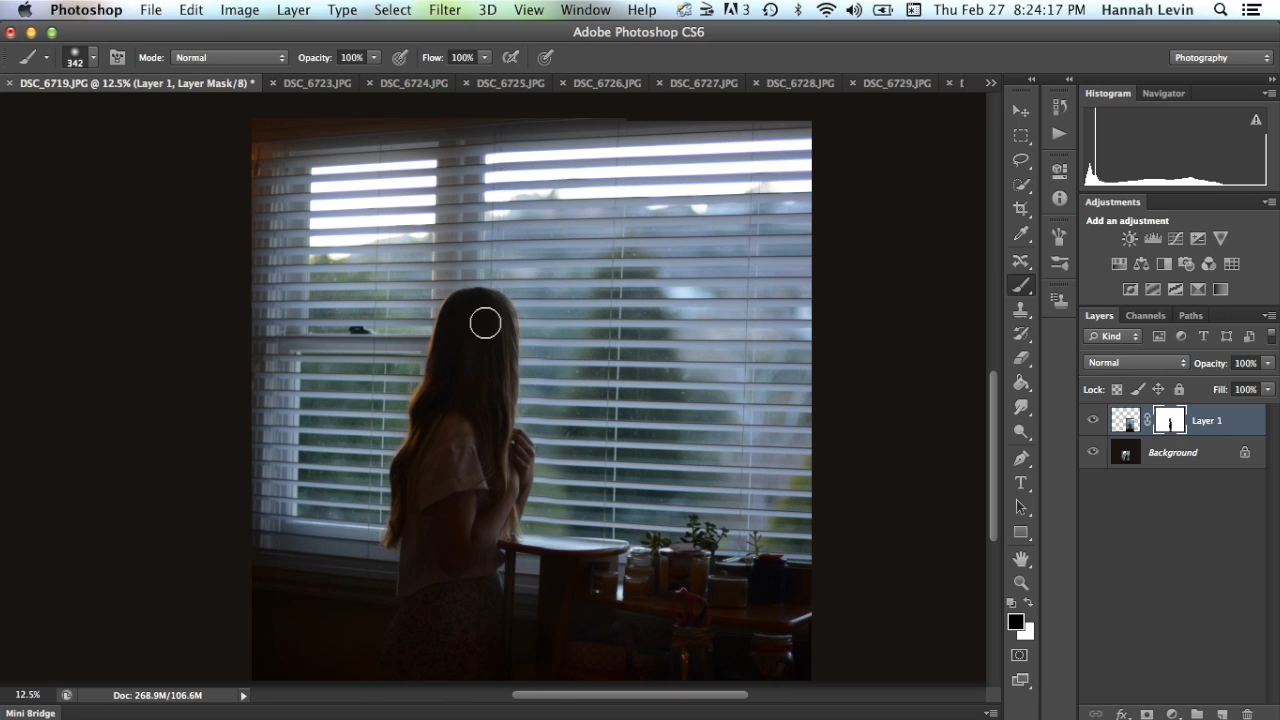 Photoshop File Edit Image Layer Type Select Filter 3D View Window Help 3 Thu Feb 27 8:24:17 PM Hannah Levin
Adobe Photoshop CS6
342 Mode: Normal Opacity: 100% Flow: 100% Photography
× DSC_6719.JPG @ 12.5% (Layer 1, Layer Mask/8) * × DSC_6723.JPG × DSC_6724.JPG × DSC_6725.JPG × DSC_6726.JPG × DSC_6727.JPG × DSC_6728.JPG × DSC_6729.JPG ×
Histogram Navigator
Adjustments
Add an adjustment
Layers Channels Paths
Kind
Normal Opacity: 100%
Lock: Fill: 100%
Layer 1
Background
12.5% Doc: 268.9M/106.6M
Mini Bridge